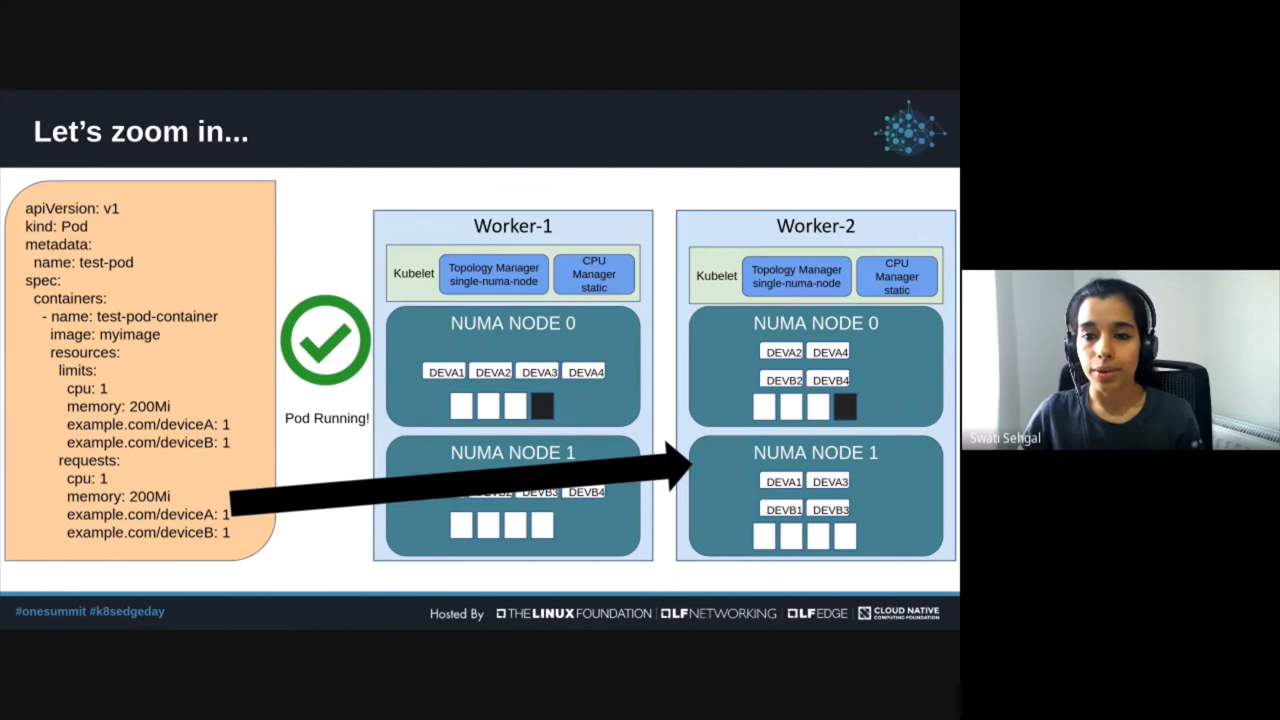 Let's zoom in...
apiVersion: v1
kind: Pod
metadata:
name: test-pod
spec:
containers:
- name: test-pod-container
image: myimage
resources:
limits:
cpu: 1
memory: 200Mi
example.com/deviceA: 1
example.com/deviceB: 1
requests:
cpu: 1
memory: 200Mi
example.com/deviceA: 1
example.com/deviceB: 1
Pod Running!
Worker-1
Kubelet
Topology Manager
single-numa-node
CPU
Manager
static
NUMA NODE 0
DEVA1 DEVA2 DEVA3 DEVA4
NUMA NODE 1
DEVB3 DEVB4
Worker-2
Kubelet
Topology Manager
single-numa-node
CPU
Manager
static
NUMA NODE 0
DEVA2 DEVA4
DEVB2 DEVB4
NUMA NODE 1
DEVA1 DEVA3
DEVB1 DEVB3
#onesummit #k8sedgeday
Hosted By THE LINUX FOUNDATION LF NETWORKING LF EDGE CLOUD NATIVE
COMPUTING FOUNDATION
Swati Sehgal